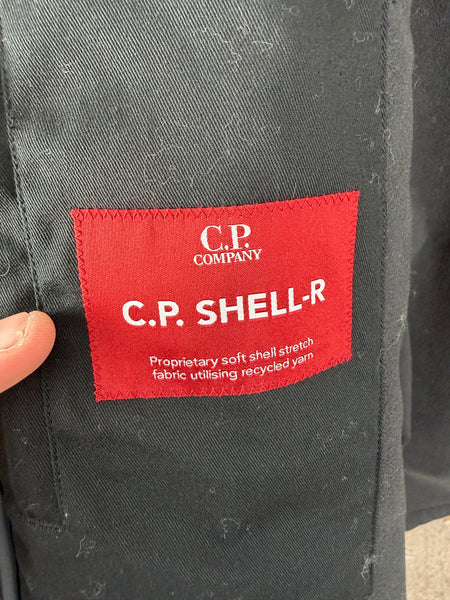 C.P.
COMPANY
C.P. SHELL-R
Proprietary soft shell stretch
fabric utilising recycled yarn